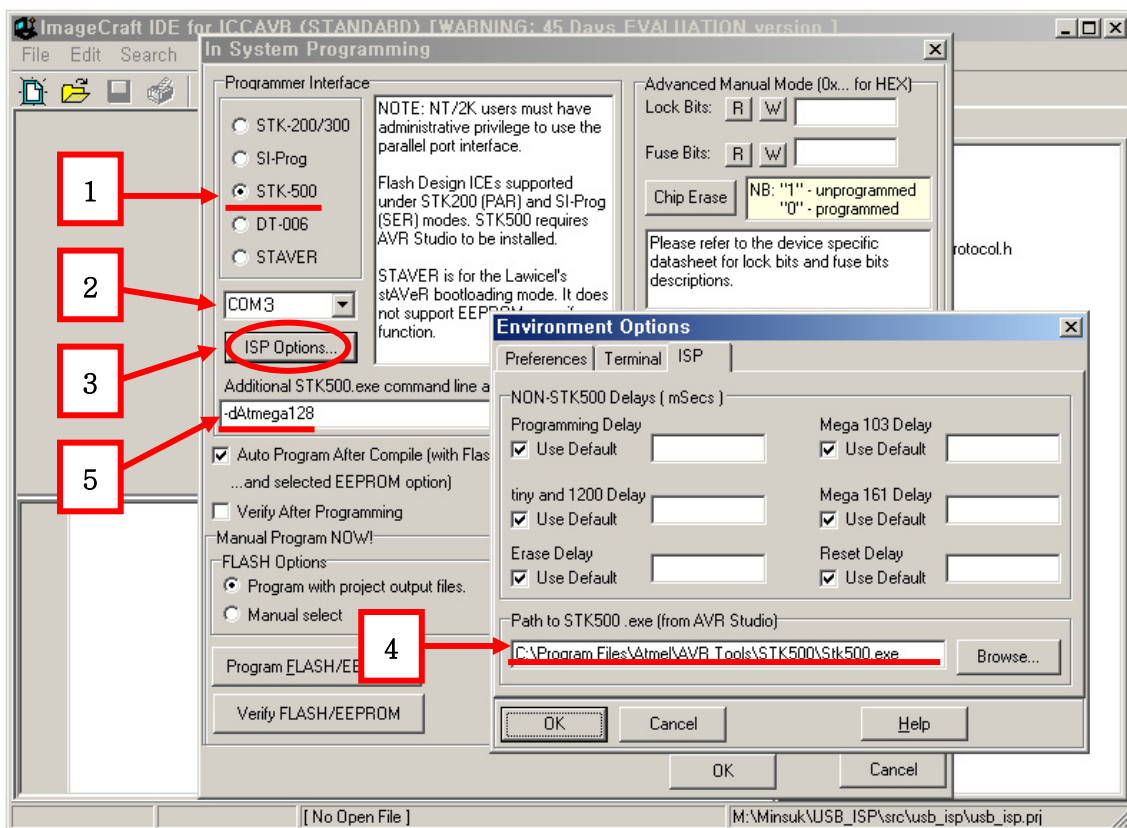 ImageCraft IDE for ICCAVR (STANDARD) [WARNING: 45 Days EVALUATION version ]
File Edit Search
In System Programming
Programmer Interface
STK-200/300
SI-Prog
STK-500
DT-006
STAVER
COM3
ISP Options...
NOTE: NT/2K users must have
administrative privilege to use the
parallel port interface.
Flash Design ICEs supported
under STK200 (PAR) and SI-Prog
(SER) modes. STK500 requires
AVR Studio to be installed.
STAVER is for the Lawicel's
stAVeR bootloading mode. It does
not support EEPROM
function.
Additional STK500.exe command line a
-dAtmega128
Auto Program After Compile (with Flas
...and selected EEPROM option)
Verify After Programming
Manual Program NOW!
FLASH Options
Program with project output files.
Manual select
Program FLASH/EE
Verify FLASH/EEPROM
Advanced Manual Mode (0x... for HEX)
Lock Bits: R W
Fuse Bits: R W
Chip Erase
NB: "1" - unprogrammed
"0" - programmed
Please refer to the device specific
datasheet for lock bits and fuse bits
descriptions.
rotocol.h
Environment Options
Preferences Terminal ISP
NON-STK500 Delays ( mSecs )
Programming Delay
Use Default
Mega 103 Delay
Use Default
tiny and 1200 Delay
Use Default
Mega 161 Delay
Use Default
Erase Delay
Use Default
Reset Delay
Use Default
Path to STK500 .exe (from AVR Studio)
C:\Program Files\Atmel\AVR Tools\STK500\Stk500.exe
Browse...
OK Cancel Help
OK Cancel
1
2
3
5
4
[ No Open File ]
M:\Minsuk\USB_ISP\src\usb_isp\usb_isp.prj